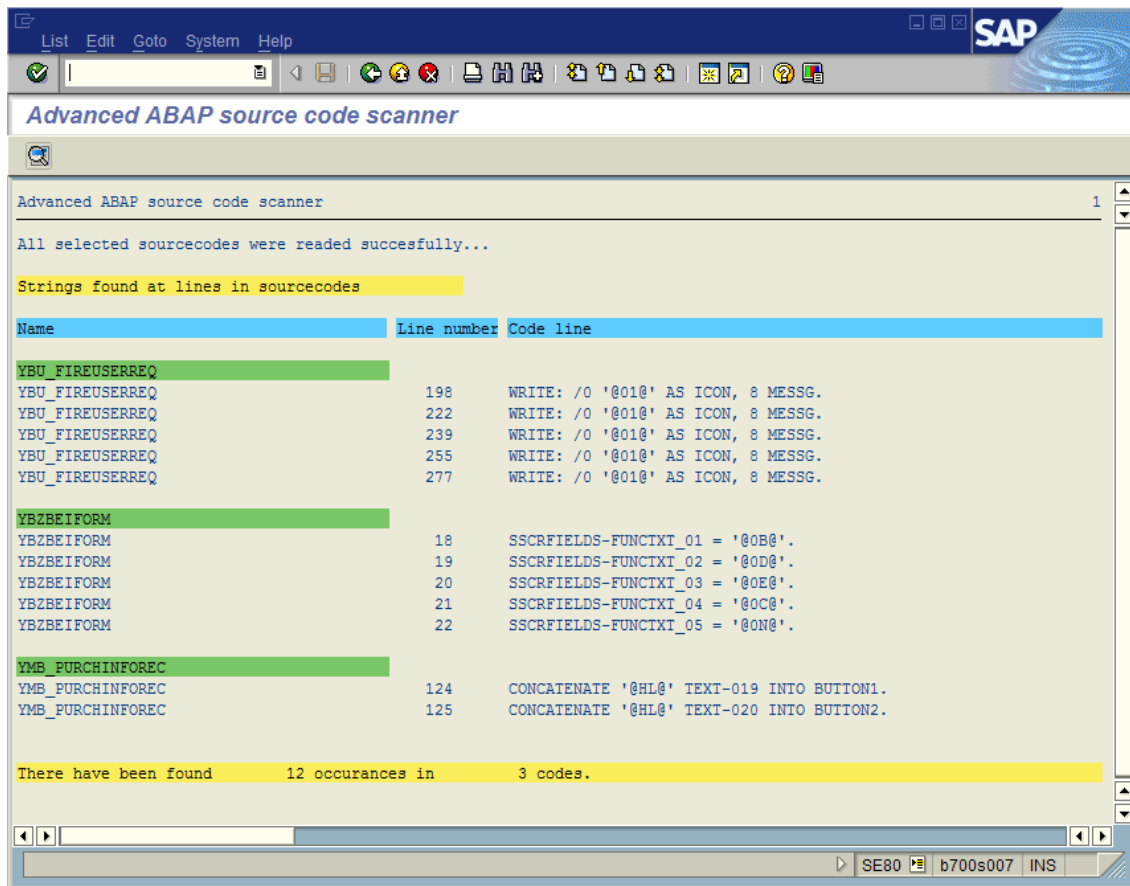 List Edit Goto System Help
SAP
Advanced ABAP source code scanner
Advanced ABAP source code scanner 1
All selected sourcecodes were read succesfully...
Strings found at lines in sourcecodes
Name Line number Code line
YBU_FIREUSERREQ
YBU_FIREUSERREQ 198 WRITE: /0 '@01@' AS ICON, 8 MESSG.
YBU_FIREUSERREQ 222 WRITE: /0 '@01@' AS ICON, 8 MESSG.
YBU_FIREUSERREQ 239 WRITE: /0 '@01@' AS ICON, 8 MESSG.
YBU_FIREUSERREQ 255 WRITE: /0 '@01@' AS ICON, 8 MESSG.
YBU_FIREUSERREQ 277 WRITE: /0 '@01@' AS ICON, 8 MESSG.
YBZBEIFORM
YBZBEIFORM 18 SSCRFIELDS-FUNCTXT_01 = '@0B@'.
YBZBEIFORM 19 SSCRFIELDS-FUNCTXT_02 = '@0D@'.
YBZBEIFORM 20 SSCRFIELDS-FUNCTXT_03 = '@0E@'.
YBZBEIFORM 21 SSCRFIELDS-FUNCTXT_04 = '@0C@'.
YBZBEIFORM 22 SSCRFIELDS-FUNCTXT_05 = '@0N@'.
YMB_PURCHINFOREC
YMB_PURCHINFOREC 124 CONCATENATE '@HL@' TEXT-019 INTO BUTTON1.
YMB_PURCHINFOREC 125 CONCATENATE '@HL@' TEXT-020 INTO BUTTON2.
There have been found 12 occurances in 3 codes.
SE80 b700s007 INS